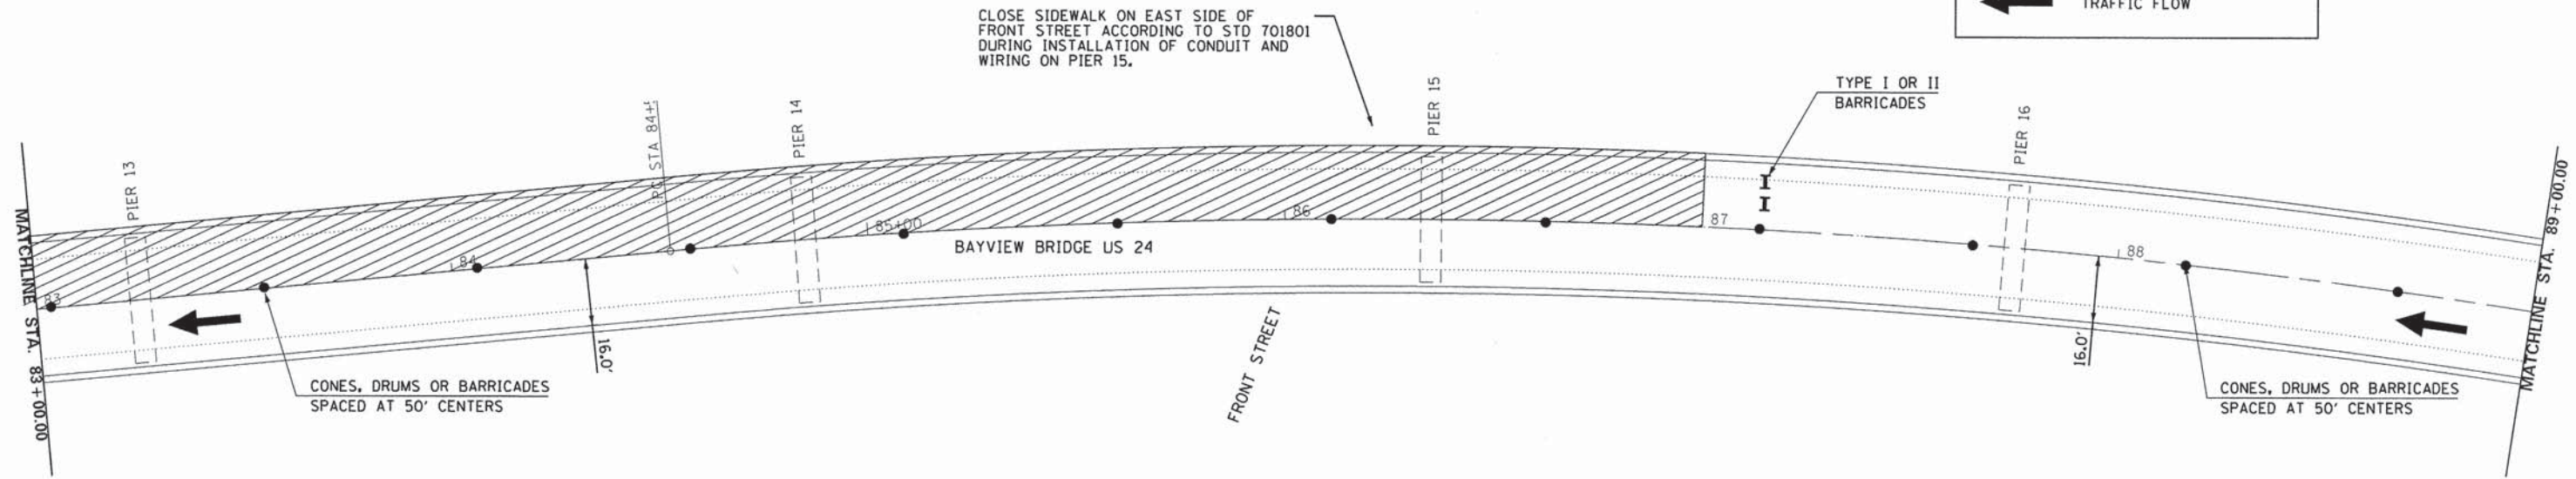 CLOSE SIDEWALK ON EAST SIDE OF
FRONT STREET ACCORDING TO STD 701801
DURING INSTALLATION OF CONDUIT AND
WIRING ON PIER 15.
TRAFFIC FLOW
TYPE I OR II
BARRICADES
PIER 13
STA 84+
PIER 14
PIER 15
PIER 16
MATCHLINE STA. 83+00.00
83
84
85+00
86
87
88
BAYVIEW BRIDGE US 24
MATCHLINE STA. 89+00.00
16.0'
16.0'
FRONT STREET
CONES, DRUMS OR BARRICADES
SPACED AT 50' CENTERS
CONES, DRUMS OR BARRICADES
SPACED AT 50' CENTERS